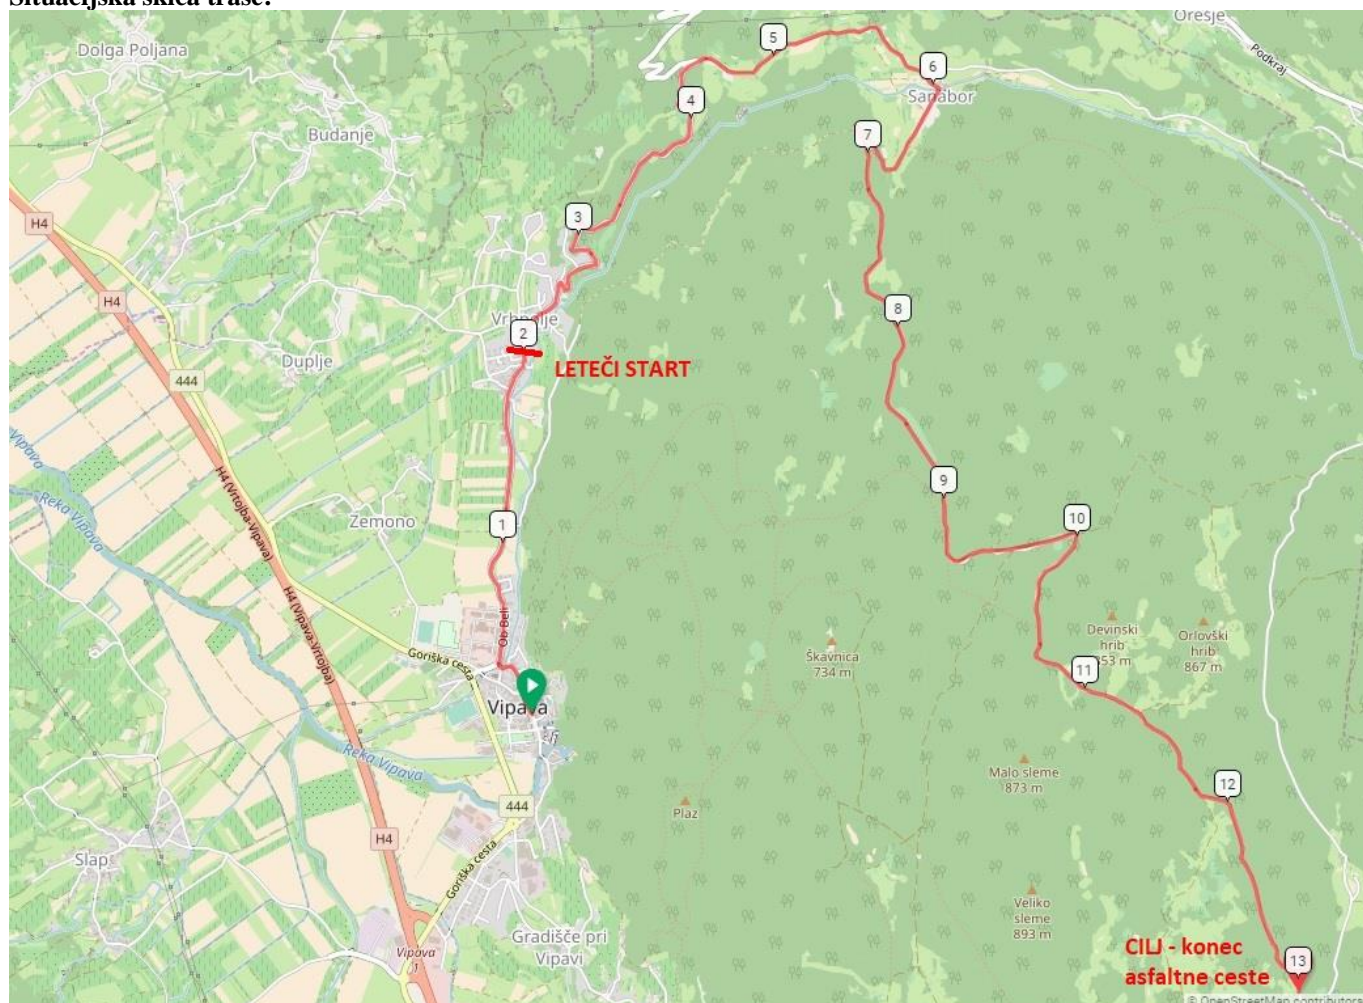 Situacijska skica trase:
Orešje
Dolga Poljana
5
Podkraj
6
Sanabor
4
Budanje
7
H4
3
H4
8
Vrhpolje
2
Duplje
LETEČI START
444
Vipava
H4 (Vrtojba-Vipava)
9
Reka Vipava
Zemono
1
10
H4 (Vipava-Vrtojba)
Ob Beli
Devinski
hrib
853 m
Orlovški
hrib
867 m
Škavnica
734 m
Goriška cesta
11
Vipava
Reka Vipava
Malo sleme
873 m
12
444
Plaz
H4
Slap
Goriška cesta
Veliko
sleme
893 m
Gradišče pri
Vipavi
Vipava
1
CILJ - konec
asfaltne ceste
13
© OpenStreetMap contributors